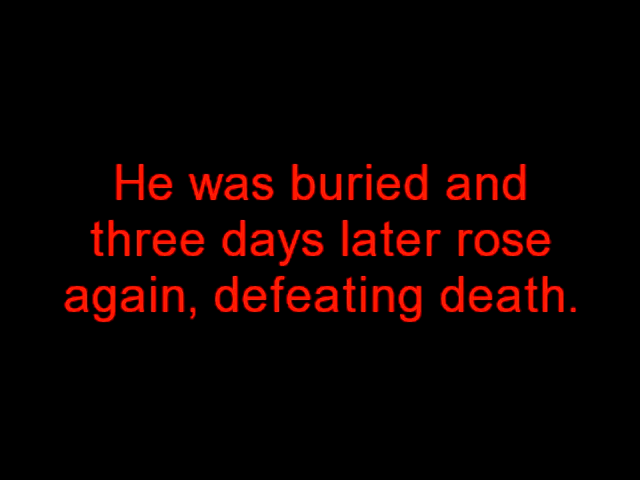 He was buried and
three days later rose
again, defeating death.